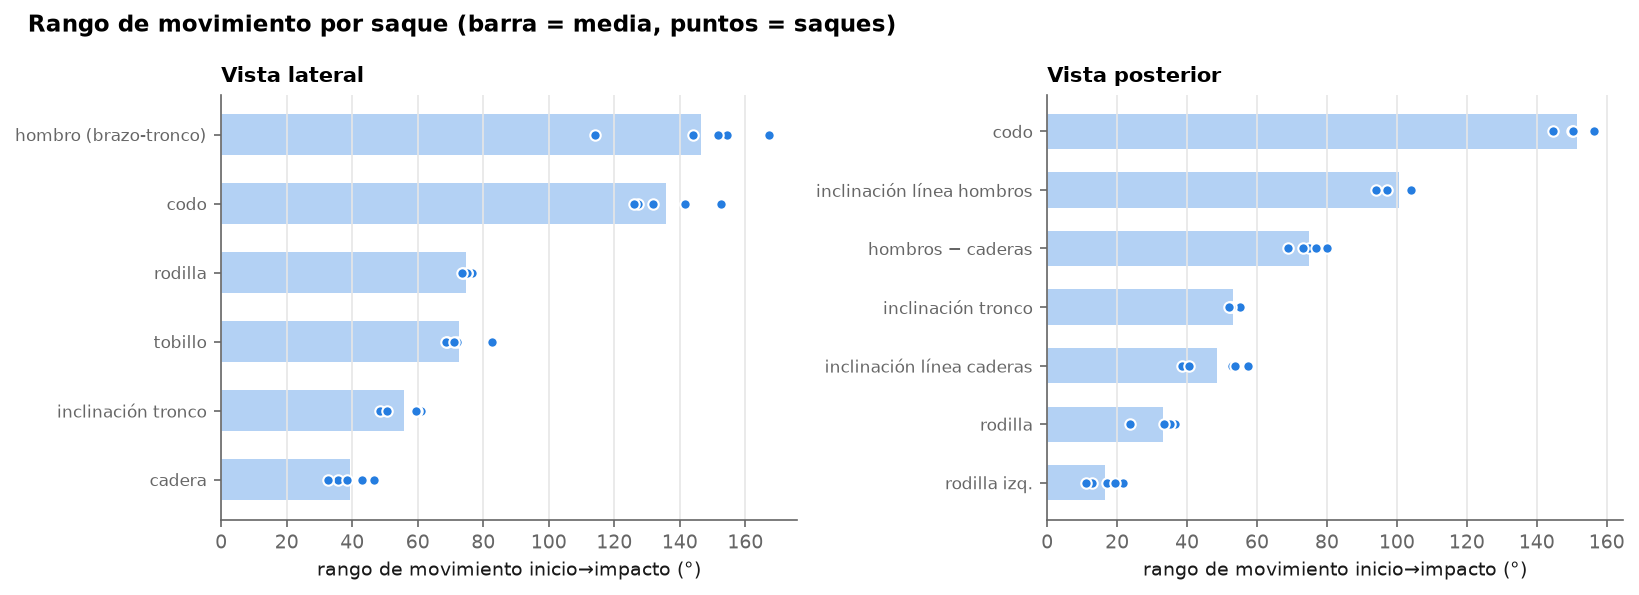 Rango de movimiento por saque (barra = media, puntos = saques)
Vista lateral
hombro (brazo-tronco)
codo
rodilla
tobillo
inclinación tronco
cadera
0 20 40 60 80 100 120 140 160
rango de movimiento inicio→impacto (°)
Vista posterior
codo
inclinación línea hombros
hombros − caderas
inclinación tronco
inclinación línea caderas
rodilla
rodilla izq.
0 20 40 60 80 100 120 140 160
rango de movimiento inicio→impacto (°)